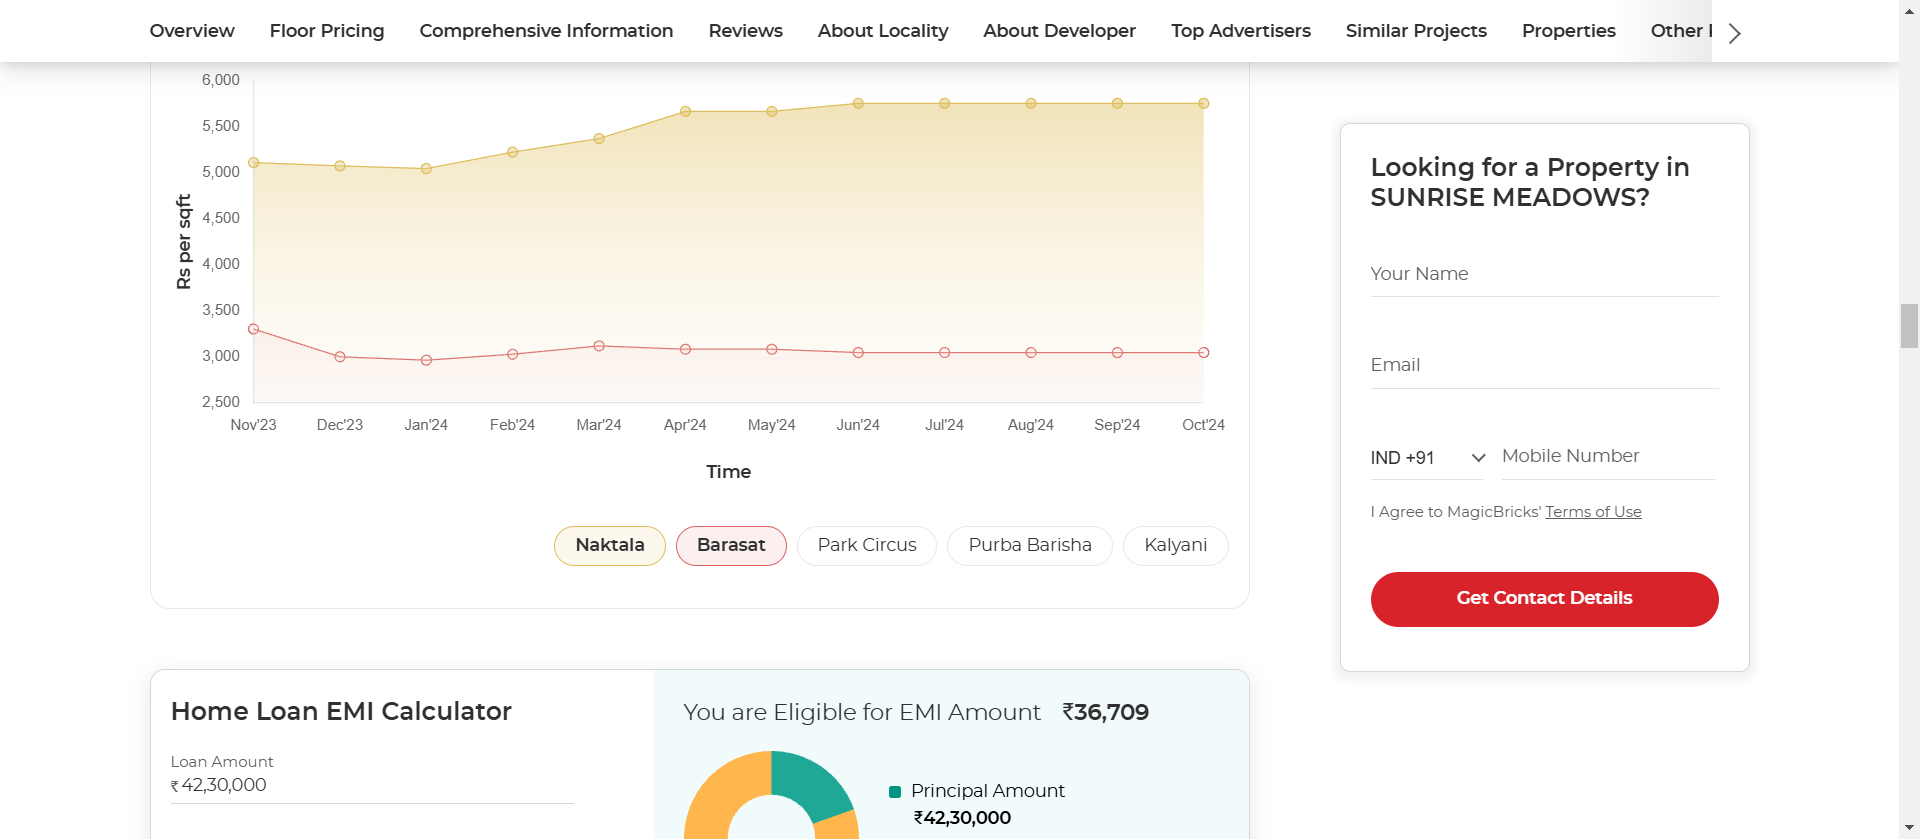 Overview Floor Pricing Comprehensive Information Reviews About Locality About Developer Top Advertisers Similar Projects Properties Other
6,000
5,500
5,000
4,500
4,000
3,500
3,000
2,500
Rs per sqft
Nov'23 Dec'23 Jan'24 Feb'24 Mar'24 Apr'24 May'24 Jun'24 Jul'24 Aug'24 Sep'24 Oct'24
Time
Naktala Barasat Park Circus Purba Barisha Kalyani
Looking for a Property in
SUNRISE MEADOWS?
Your Name
Email
IND +91 Mobile Number
I Agree to MagicBricks' Terms of Use
Get Contact Details
Home Loan EMI Calculator
Loan Amount
₹ 42,30,000
You are Eligible for EMI Amount ₹36,709
Principal Amount
₹42,30,000